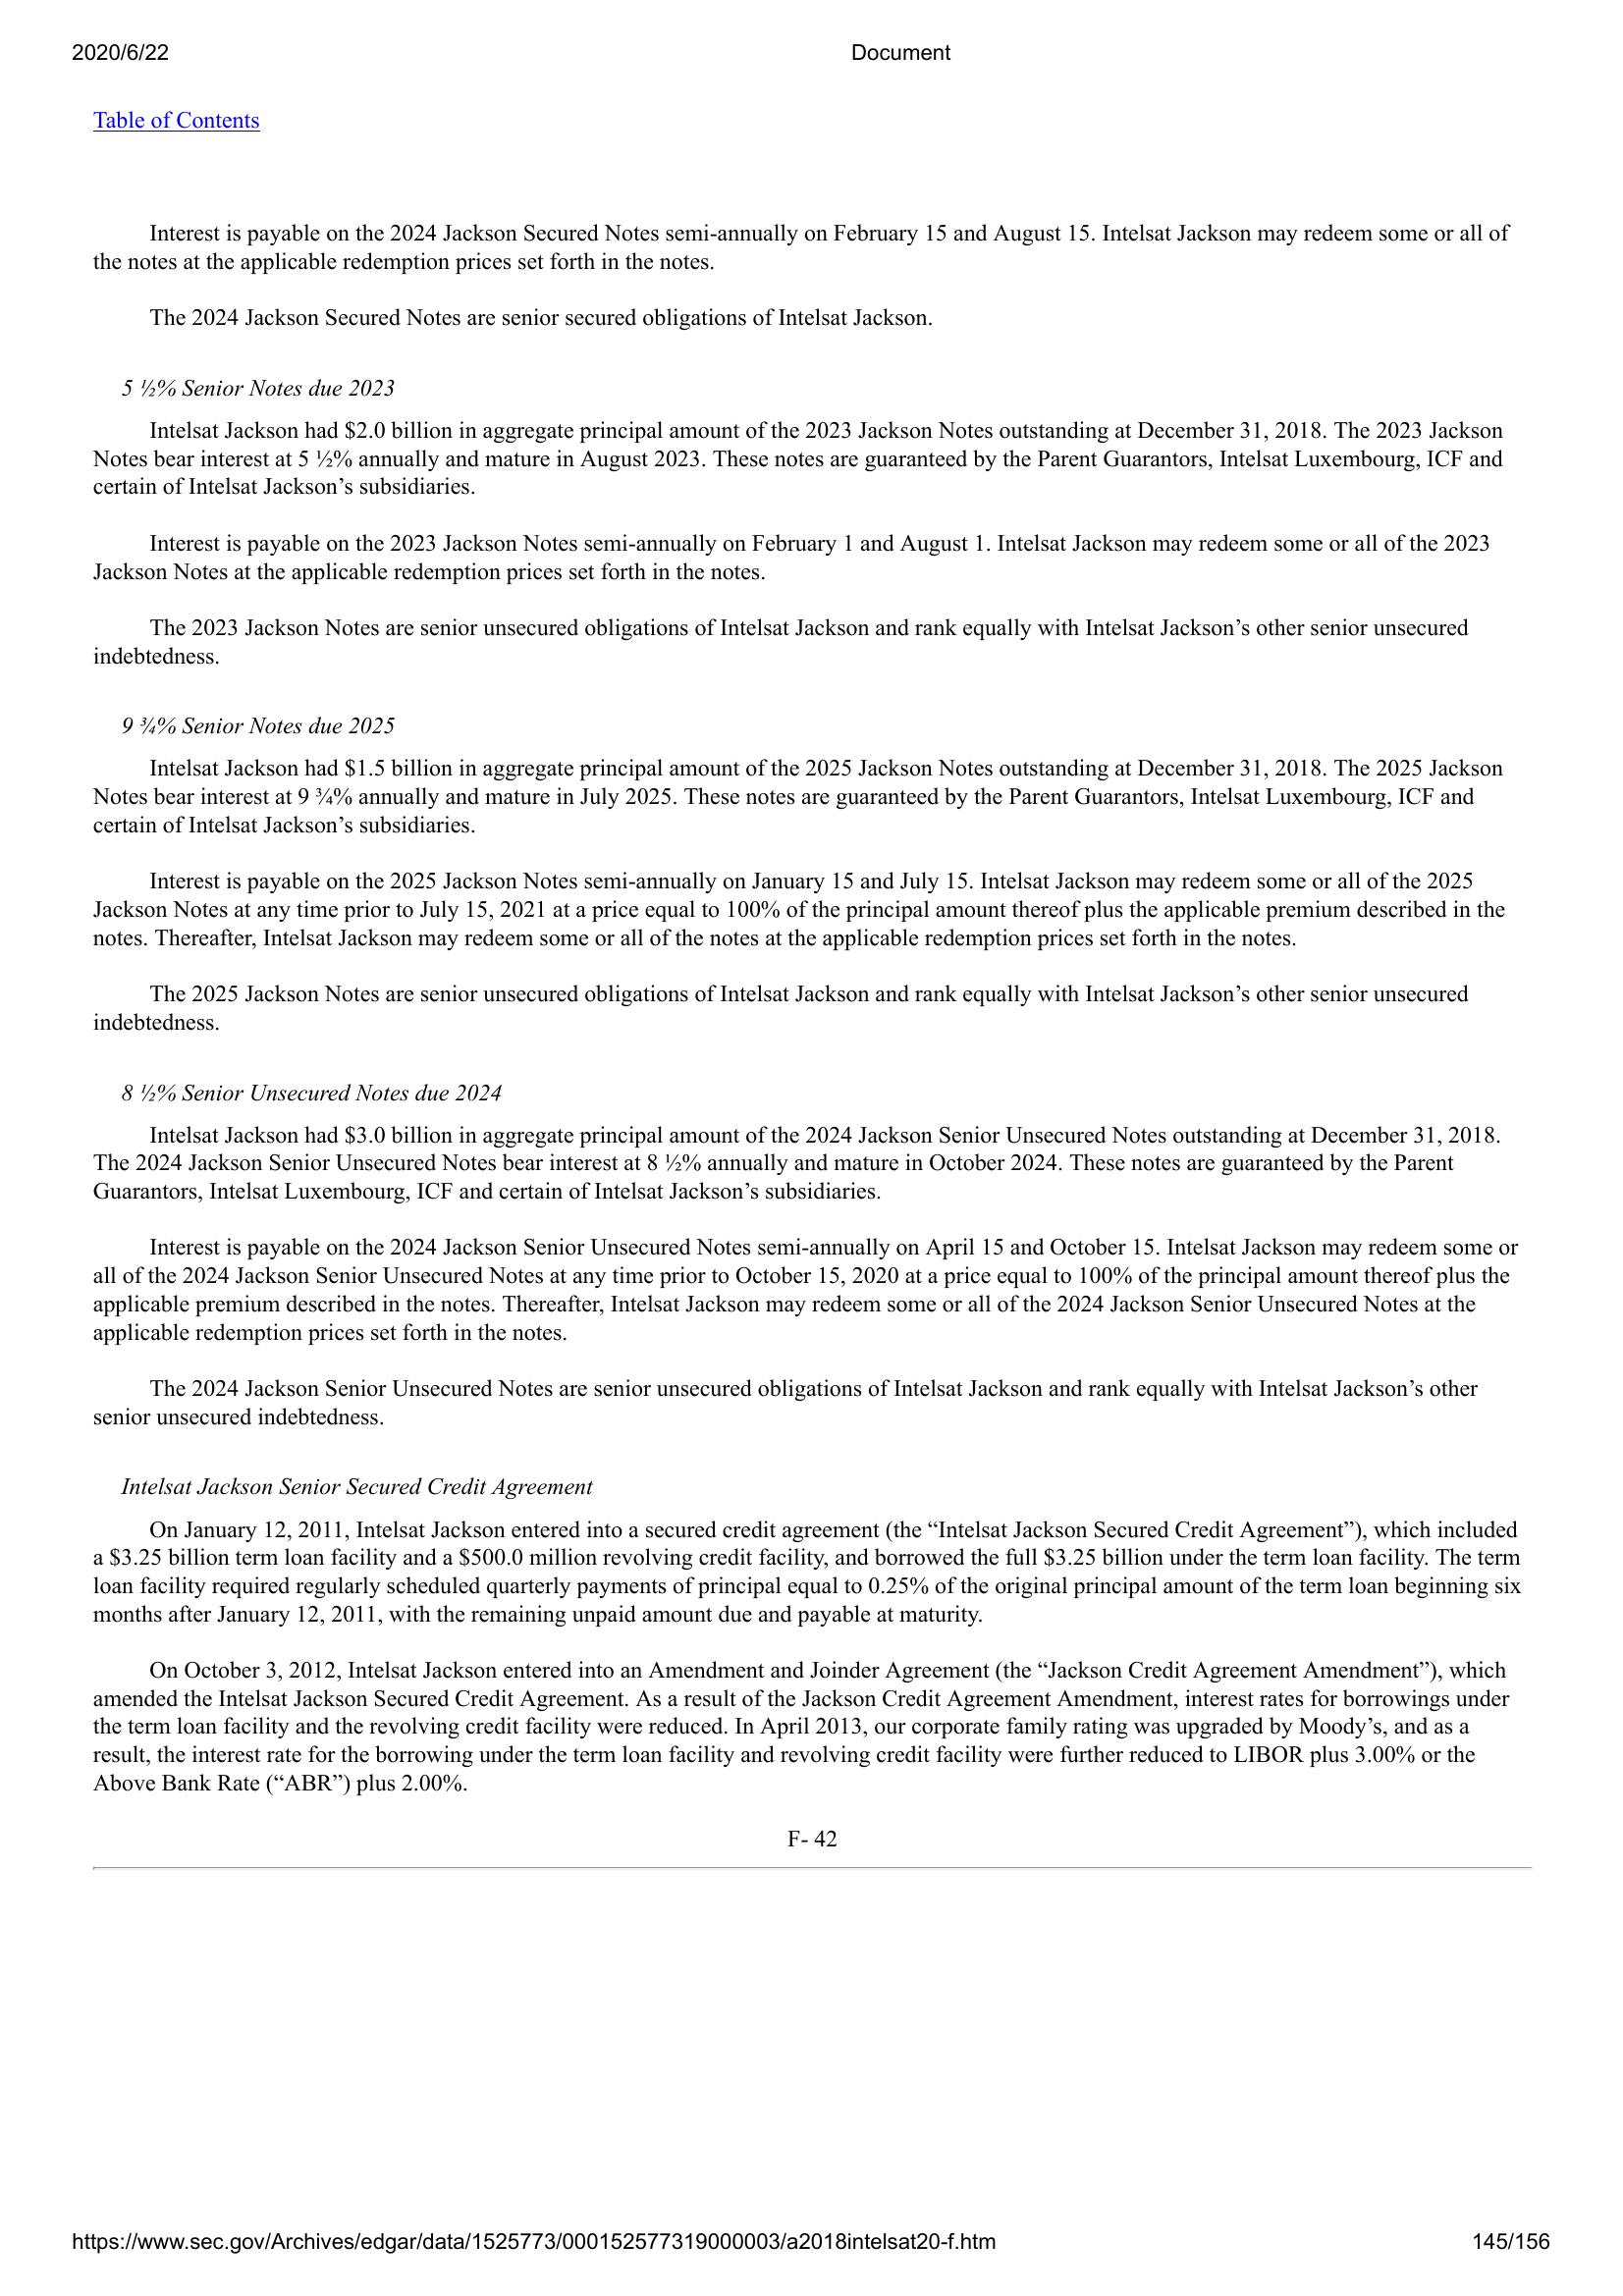 2020/6/22
Document
Table of Contents
Interest is payable on the 2024 Jackson Secured Notes semi-annually on February 15 and August 15. Intelsat Jackson may redeem some or all of
the notes at the applicable redemption prices set forth in the notes.
The 2024 Jackson Secured Notes are senior secured obligations of Intelsat Jackson.
5 ½% Senior Notes due 2023
Intelsat Jackson had $2.0 billion in aggregate principal amount of the 2023 Jackson Notes outstanding at December 31, 2018. The 2023 Jackson
Notes bear interest at 5 ½% annually and mature in August 2023. These notes are guaranteed by the Parent Guarantors, Intelsat Luxembourg, ICF and
certain of Intelsat Jackson’s subsidiaries.
Interest is payable on the 2023 Jackson Notes semi-annually on February 1 and August 1. Intelsat Jackson may redeem some or all of the 2023
Jackson Notes at the applicable redemption prices set forth in the notes.
The 2023 Jackson Notes are senior unsecured obligations of Intelsat Jackson and rank equally with Intelsat Jackson’s other senior unsecured
indebtedness.
9 ¾% Senior Notes due 2025
Intelsat Jackson had $1.5 billion in aggregate principal amount of the 2025 Jackson Notes outstanding at December 31, 2018. The 2025 Jackson
Notes bear interest at 9 ¾% annually and mature in July 2025. These notes are guaranteed by the Parent Guarantors, Intelsat Luxembourg, ICF and
certain of Intelsat Jackson’s subsidiaries.
Interest is payable on the 2025 Jackson Notes semi-annually on January 15 and July 15. Intelsat Jackson may redeem some or all of the 2025
Jackson Notes at any time prior to July 15, 2021 at a price equal to 100% of the principal amount thereof plus the applicable premium described in the
notes. Thereafter, Intelsat Jackson may redeem some or all of the notes at the applicable redemption prices set forth in the notes.
The 2025 Jackson Notes are senior unsecured obligations of Intelsat Jackson and rank equally with Intelsat Jackson’s other senior unsecured
indebtedness.
8 ½% Senior Unsecured Notes due 2024
Intelsat Jackson had $3.0 billion in aggregate principal amount of the 2024 Jackson Senior Unsecured Notes outstanding at December 31, 2018.
The 2024 Jackson Senior Unsecured Notes bear interest at 8 ½% annually and mature in October 2024. These notes are guaranteed by the Parent
Guarantors, Intelsat Luxembourg, ICF and certain of Intelsat Jackson’s subsidiaries.
Interest is payable on the 2024 Jackson Senior Unsecured Notes semi-annually on April 15 and October 15. Intelsat Jackson may redeem some or
all of the 2024 Jackson Senior Unsecured Notes at any time prior to October 15, 2020 at a price equal to 100% of the principal amount thereof plus the
applicable premium described in the notes. Thereafter, Intelsat Jackson may redeem some or all of the 2024 Jackson Senior Unsecured Notes at the
applicable redemption prices set forth in the notes.
The 2024 Jackson Senior Unsecured Notes are senior unsecured obligations of Intelsat Jackson and rank equally with Intelsat Jackson’s other
senior unsecured indebtedness.
Intelsat Jackson Senior Secured Credit Agreement
On January 12, 2011, Intelsat Jackson entered into a secured credit agreement (the “Intelsat Jackson Secured Credit Agreement”), which included
a $3.25 billion term loan facility and a $500.0 million revolving credit facility, and borrowed the full $3.25 billion under the term loan facility. The term
loan facility required regularly scheduled quarterly payments of principal equal to 0.25% of the original principal amount of the term loan beginning six
months after January 12, 2011, with the remaining unpaid amount due and payable at maturity.
On October 3, 2012, Intelsat Jackson entered into an Amendment and Joinder Agreement (the “Jackson Credit Agreement Amendment”), which
amended the Intelsat Jackson Secured Credit Agreement. As a result of the Jackson Credit Agreement Amendment, interest rates for borrowings under
the term loan facility and the revolving credit facility were reduced. In April 2013, our corporate family rating was upgraded by Moody’s, and as a
result, the interest rate for the borrowing under the term loan facility and revolving credit facility were further reduced to LIBOR plus 3.00% or the
Above Bank Rate (“ABR”) plus 2.00%.
F- 42
https://www.sec.gov/Archives/edgar/data/1525773/000152577319000003/a2018intelsat20-f.htm
145/156